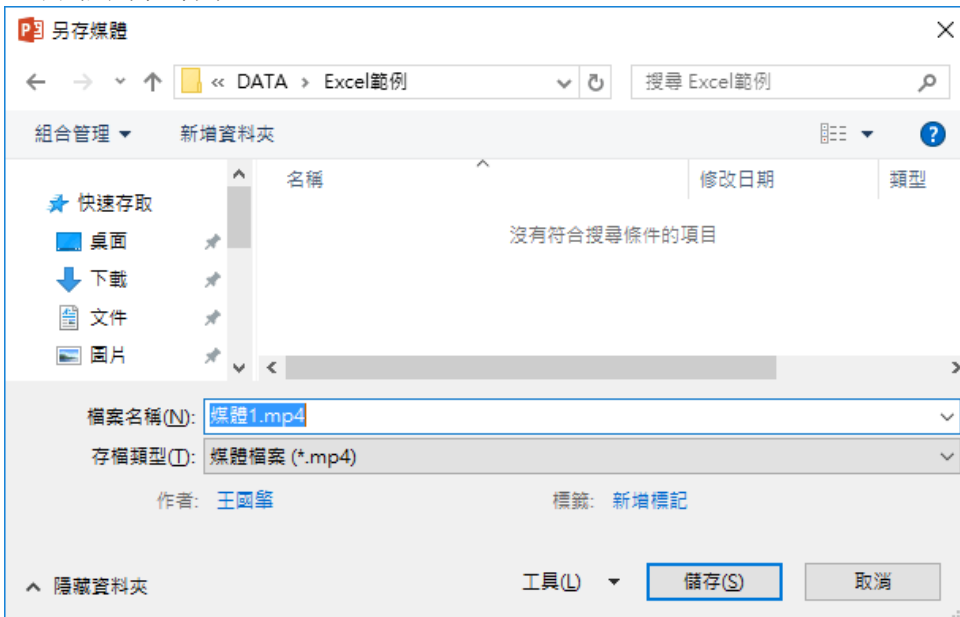 另存媒體
« DATA > Excel範例
搜尋 Excel範例
組合管理
新增資料夾
名稱
修改日期
類型
快速存取
桌面
下載
文件
圖片
沒有符合搜尋條件的項目
檔案名稱(N): 媒體1.mp4
存檔類型(T): 媒體檔案 (*.mp4)
作者: 王國肇
標籤: 新增標記
隱藏資料夾
工具(L)
儲存(S)
取消